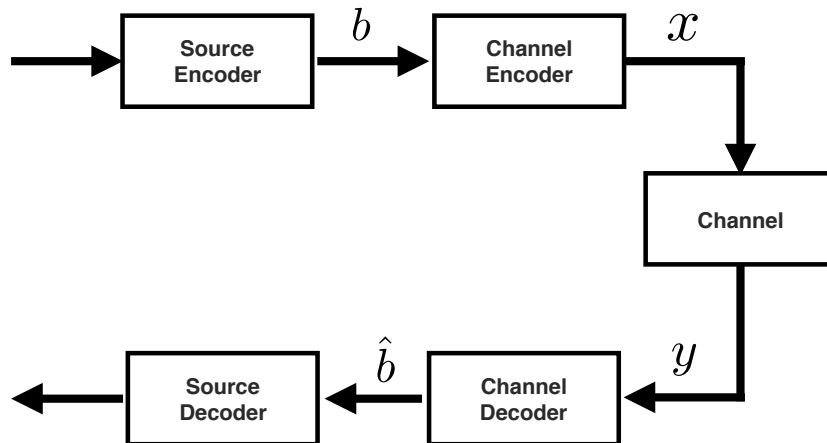 b
x
Source
Encoder
Channel
Encoder
Channel
b̂
y
Source
Decoder
Channel
Decoder